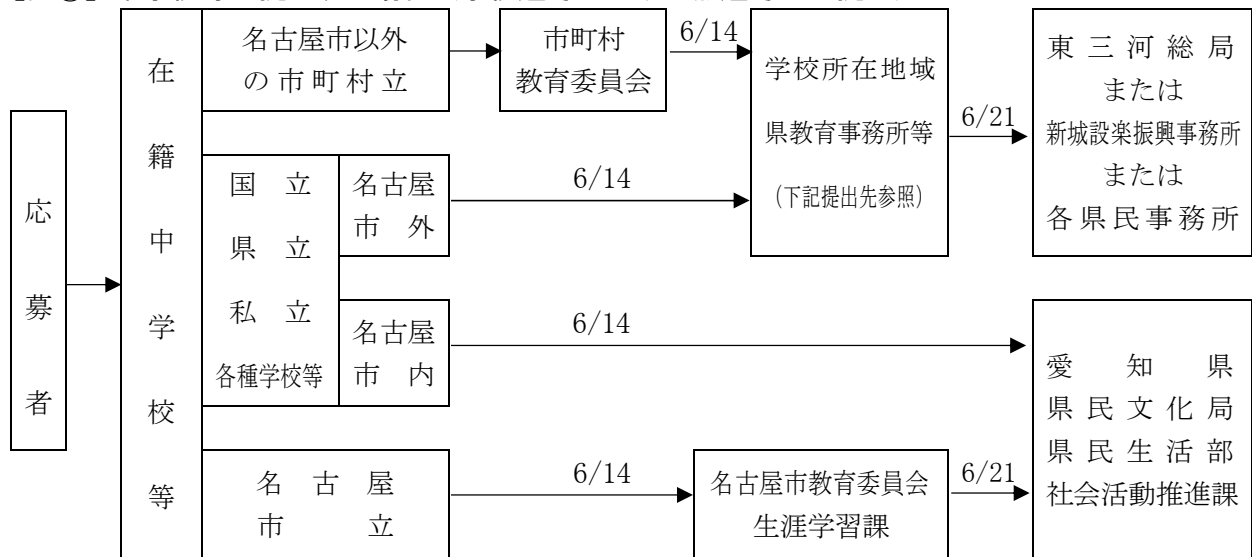 応募者
在籍中学校等
名古屋市以外
の市町村立
市町村
教育委員会
6/14
学校所在地域
県教育事務所等
(下記提出先参照)
6/21
東三河総局
または
新城設楽振興事務所
または
各県民事務所
国立
県立
私立
各種学校等
名古屋
市外
6/14
名古屋
市内
6/14
愛知県
県民文化局
県民生活部
社会活動推進課
名古屋
市立
6/14
名古屋市教育委員会
生涯学習課
6/21